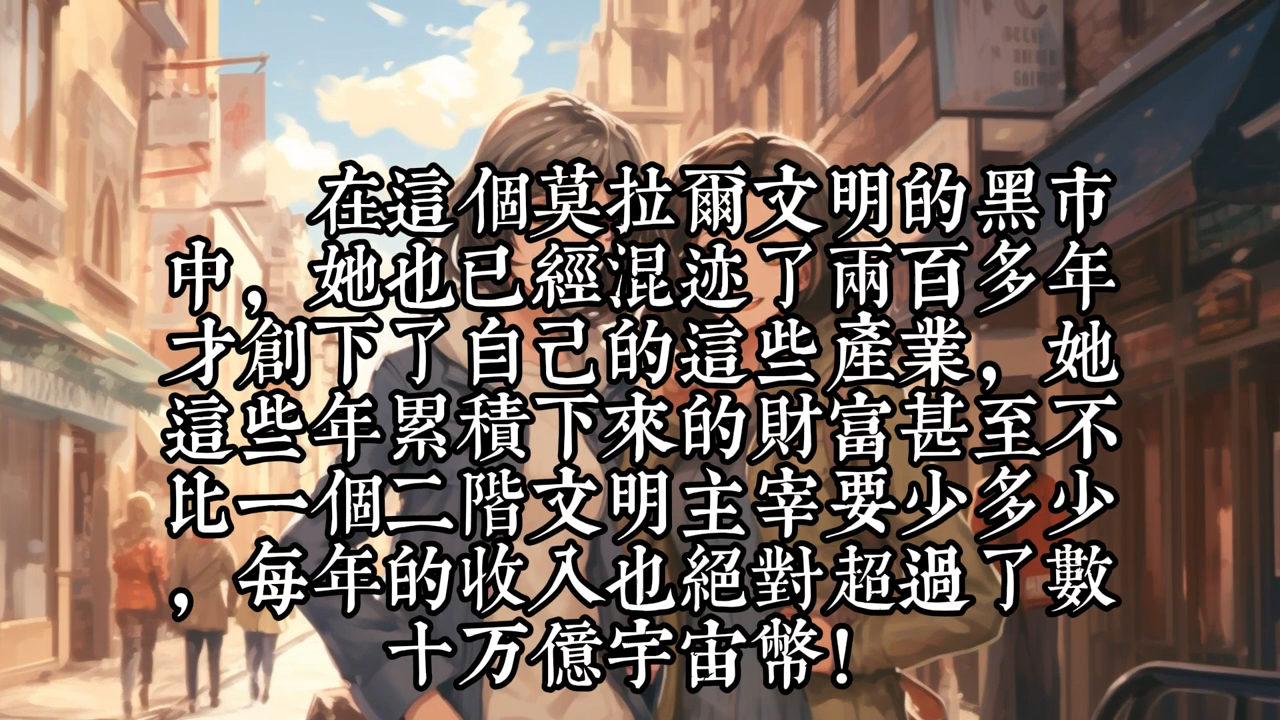 在這個莫拉爾文明的黑市
中，她也已經混迹了兩百多年
才創下了自己的這些産業，她
這些年累積下來的財富甚至不
比一個二階文明主宰要少多少
，每年的收入也絕對超過了數
十万億宇宙幣！